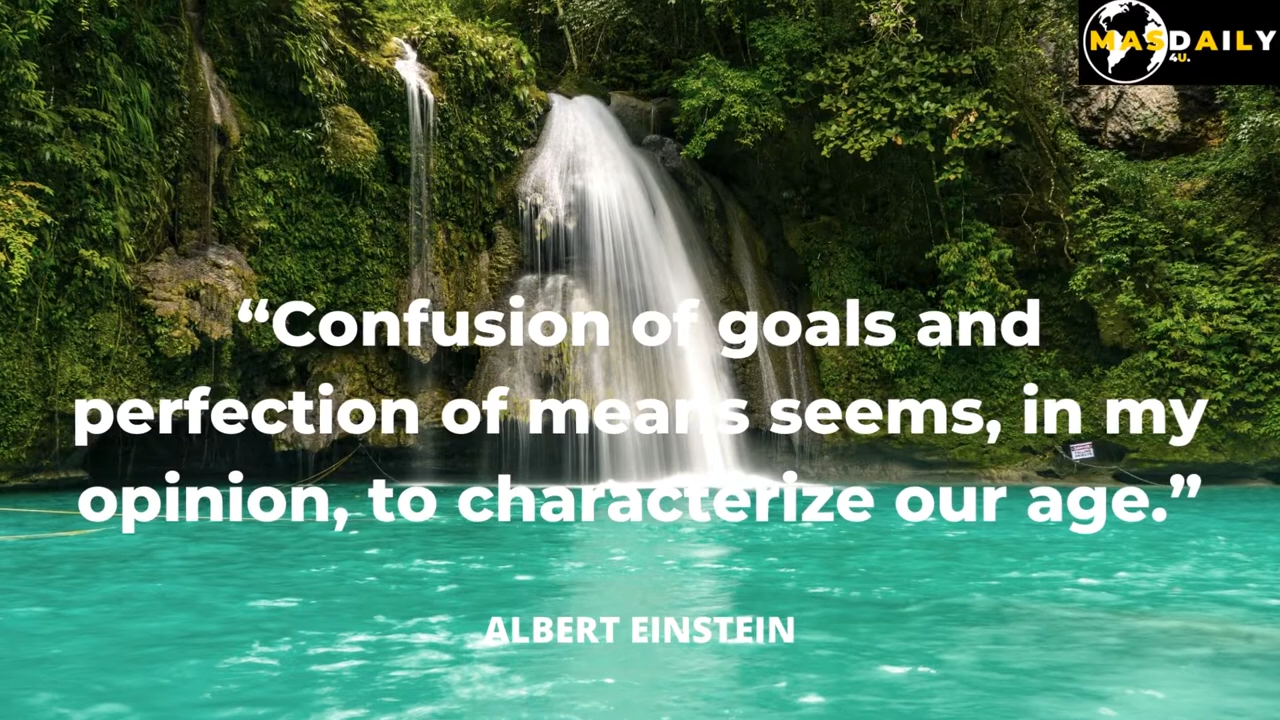 MASDAILY
4U.
“Confusion of goals and
perfection of means seems, in my
opinion, to characterize our age.”
ALBERT EINSTEIN